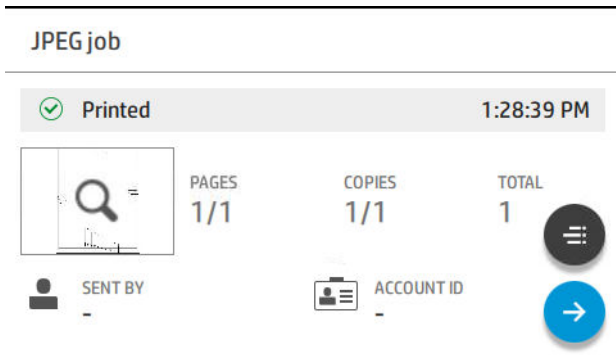 JPEG job
Printed 1:28:39 PM
PAGES COPIES TOTAL
1/1 1/1 1
SENT BY ACCOUNT ID
- -